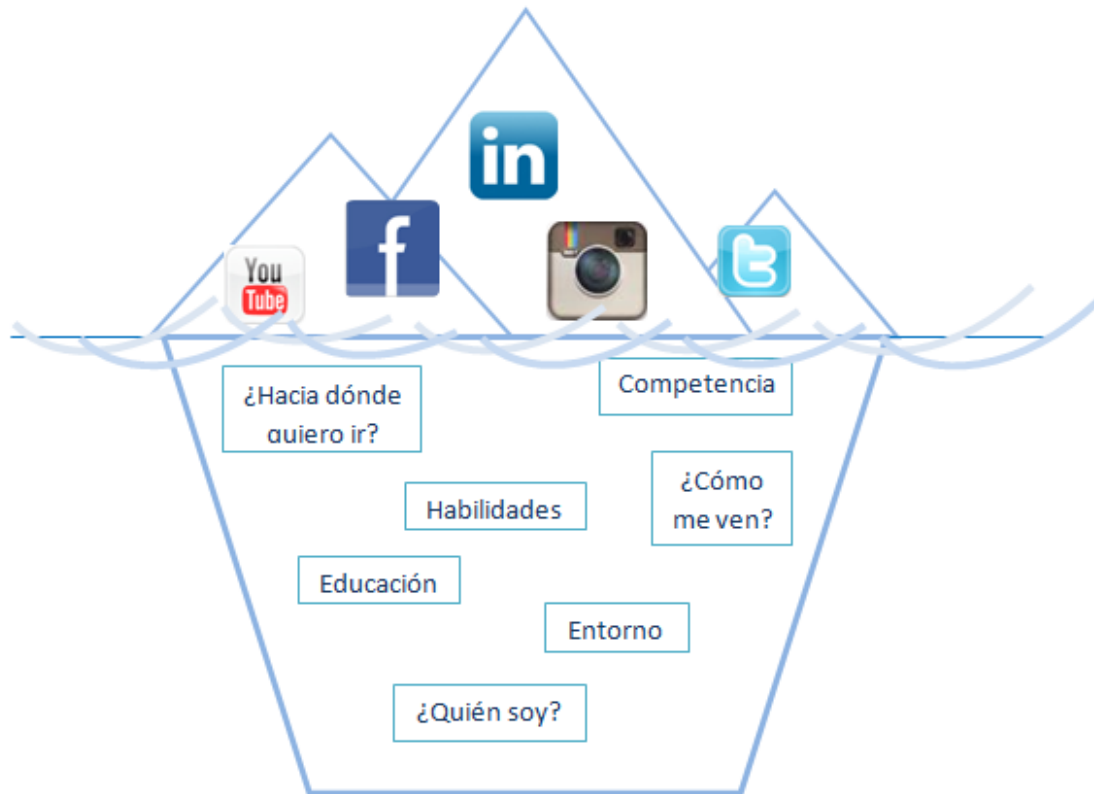 in
f
You
Tube
t
¿Hacia dónde
quiero ir?
Competencia
¿Cómo
me ven?
Habilidades
Educación
Entorno
¿Quién soy?